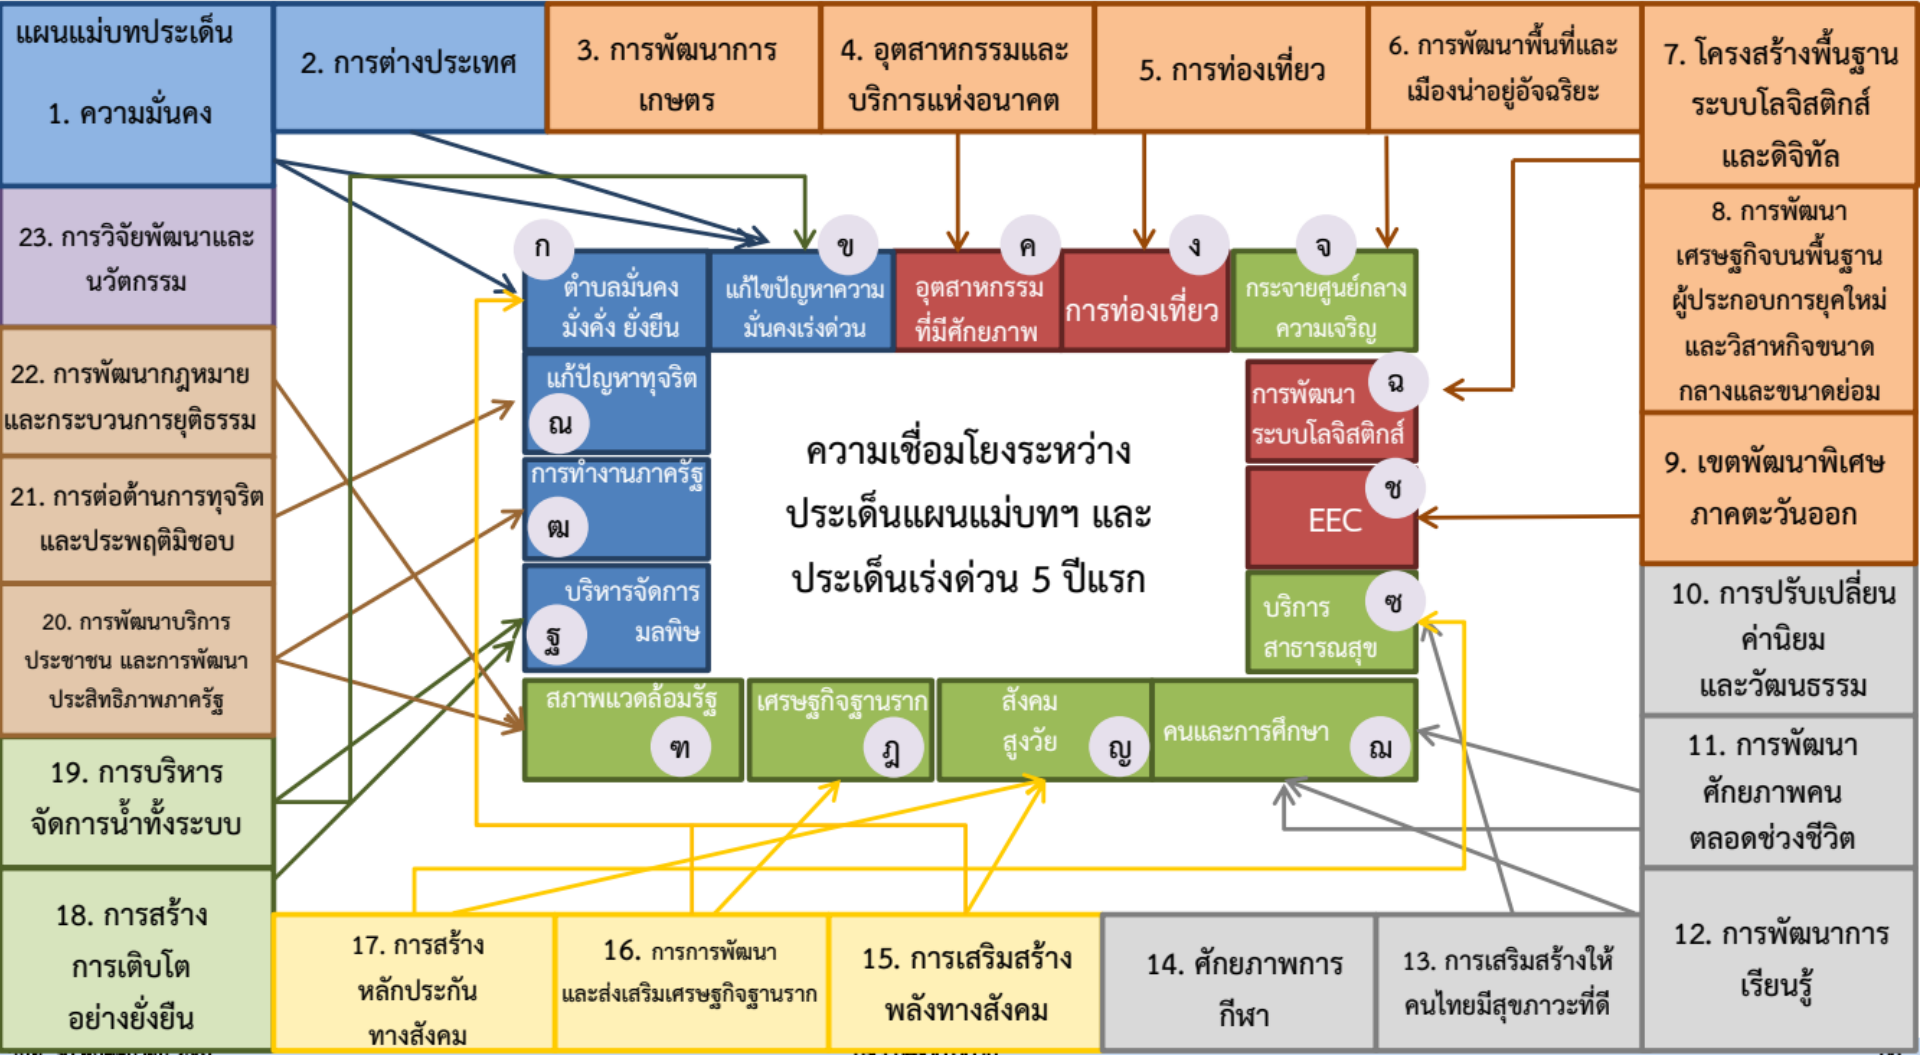 แผนแม่บทประเด็น
1. ความมั่นคง
2. การต่างประเทศ
3. การพัฒนาการ
เกษตร
4. อุตสาหกรรมและ
บริการแห่งอนาคต
5. การท่องเที่ยว
6. การพัฒนาพื้นที่และ
เมืองน่าอยู่อัจฉริยะ
7. โครงสร้างพื้นฐาน
ระบบโลจิสติกส์
และดิจิทัล
8. การพัฒนา
เศรษฐกิจบนพื้นฐาน
ผู้ประกอบการยุคใหม่
และวิสาหกิจขนาด
กลางและขนาดย่อม
9. เขตพัฒนาพิเศษ
ภาคตะวันออก
10. การปรับเปลี่ยน
ค่านิยม
และวัฒนธรรม
11. การพัฒนา
ศักยภาพคน
ตลอดช่วงชีวิต
12. การพัฒนาการ
เรียนรู้
13. การเสริมสร้างให้
คนไทยมีสุขภาวะที่ดี
14. ศักยภาพการ
กีฬา
15. การเสริมสร้าง
พลังทางสังคม
16. การการพัฒนา
และส่งเสริมเศรษฐกิจฐานราก
17. การสร้าง
หลักประกัน
ทางสังคม
18. การสร้าง
การเติบโต
อย่างยั่งยืน
19. การบริหาร
จัดการน้ำทั้งระบบ
20. การพัฒนาบริการ
ประชาชน และการพัฒนา
ประสิทธิภาพภาครัฐ
21. การต่อต้านการทุจริต
และประพฤติมิชอบ
22. การพัฒนากฎหมาย
และกระบวนการยุติธรรม
23. การวิจัยพัฒนาและ
นวัตกรรม
ก
ตำบลมั่นคง
มั่งคั่ง ยั่งยืน
ข
แก้ไขปัญหาความ
มั่นคงเร่งด่วน
ค
อุตสาหกรรม
ที่มีศักยภาพ
ง
การท่องเที่ยว
จ
กระจายศูนย์กลาง
ความเจริญ
ฉ
การพัฒนา
ระบบโลจิสติกส์
ช
EEC
ซ
บริการ
สาธารณสุข
คนและการศึกษา
ฌ
สังคม
สูงวัย
ญ
เศรษฐกิจฐานราก
ฎ
สภาพแวดล้อมรัฐ
ฑ
บริหารจัดการ
มลพิษ
ฐ
การทำงานภาครัฐ
ฒ
แก้ปัญหาทุจริต
ณ
ความเชื่อมโยงระหว่าง
ประเด็นแผนแม่บทฯ และ
ประเด็นเร่งด่วน 5 ปีแรก